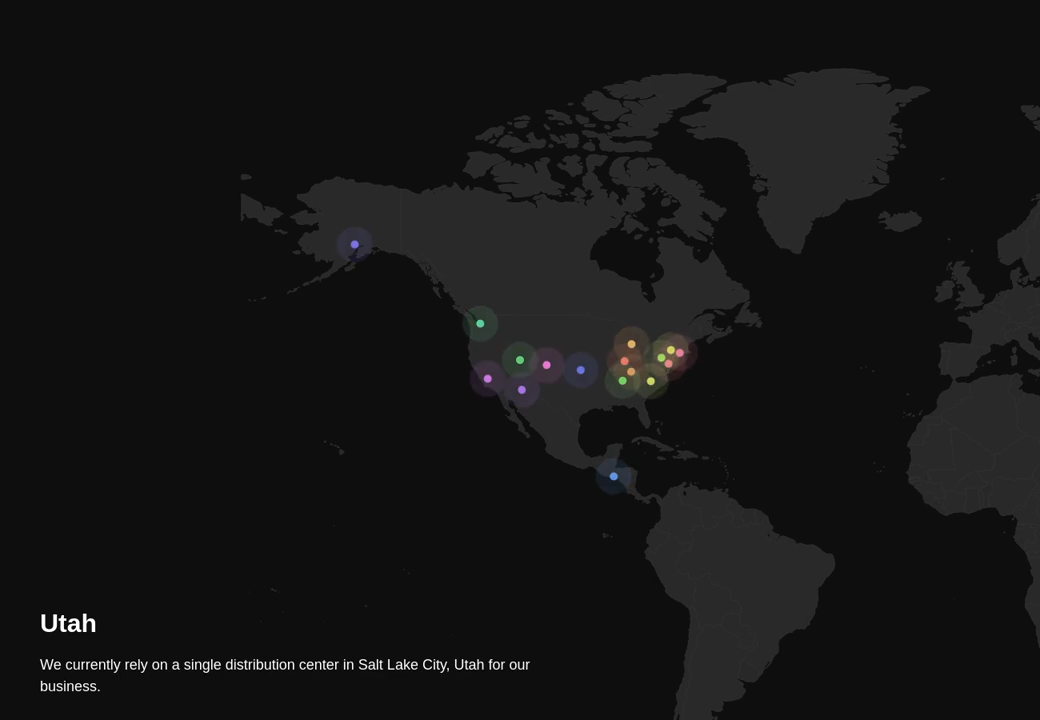 Utah
We currently rely on a single distribution center in Salt Lake City, Utah for our
business.